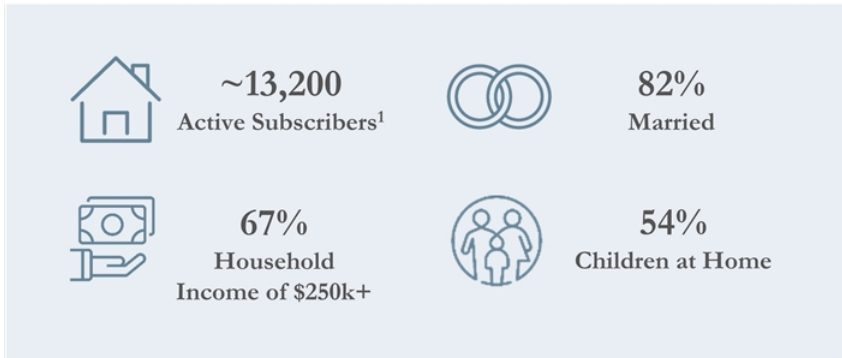 ~13,200
Active Subscribers¹
82%
Married
67%
Household
Income of $250k+
54%
Children at Home